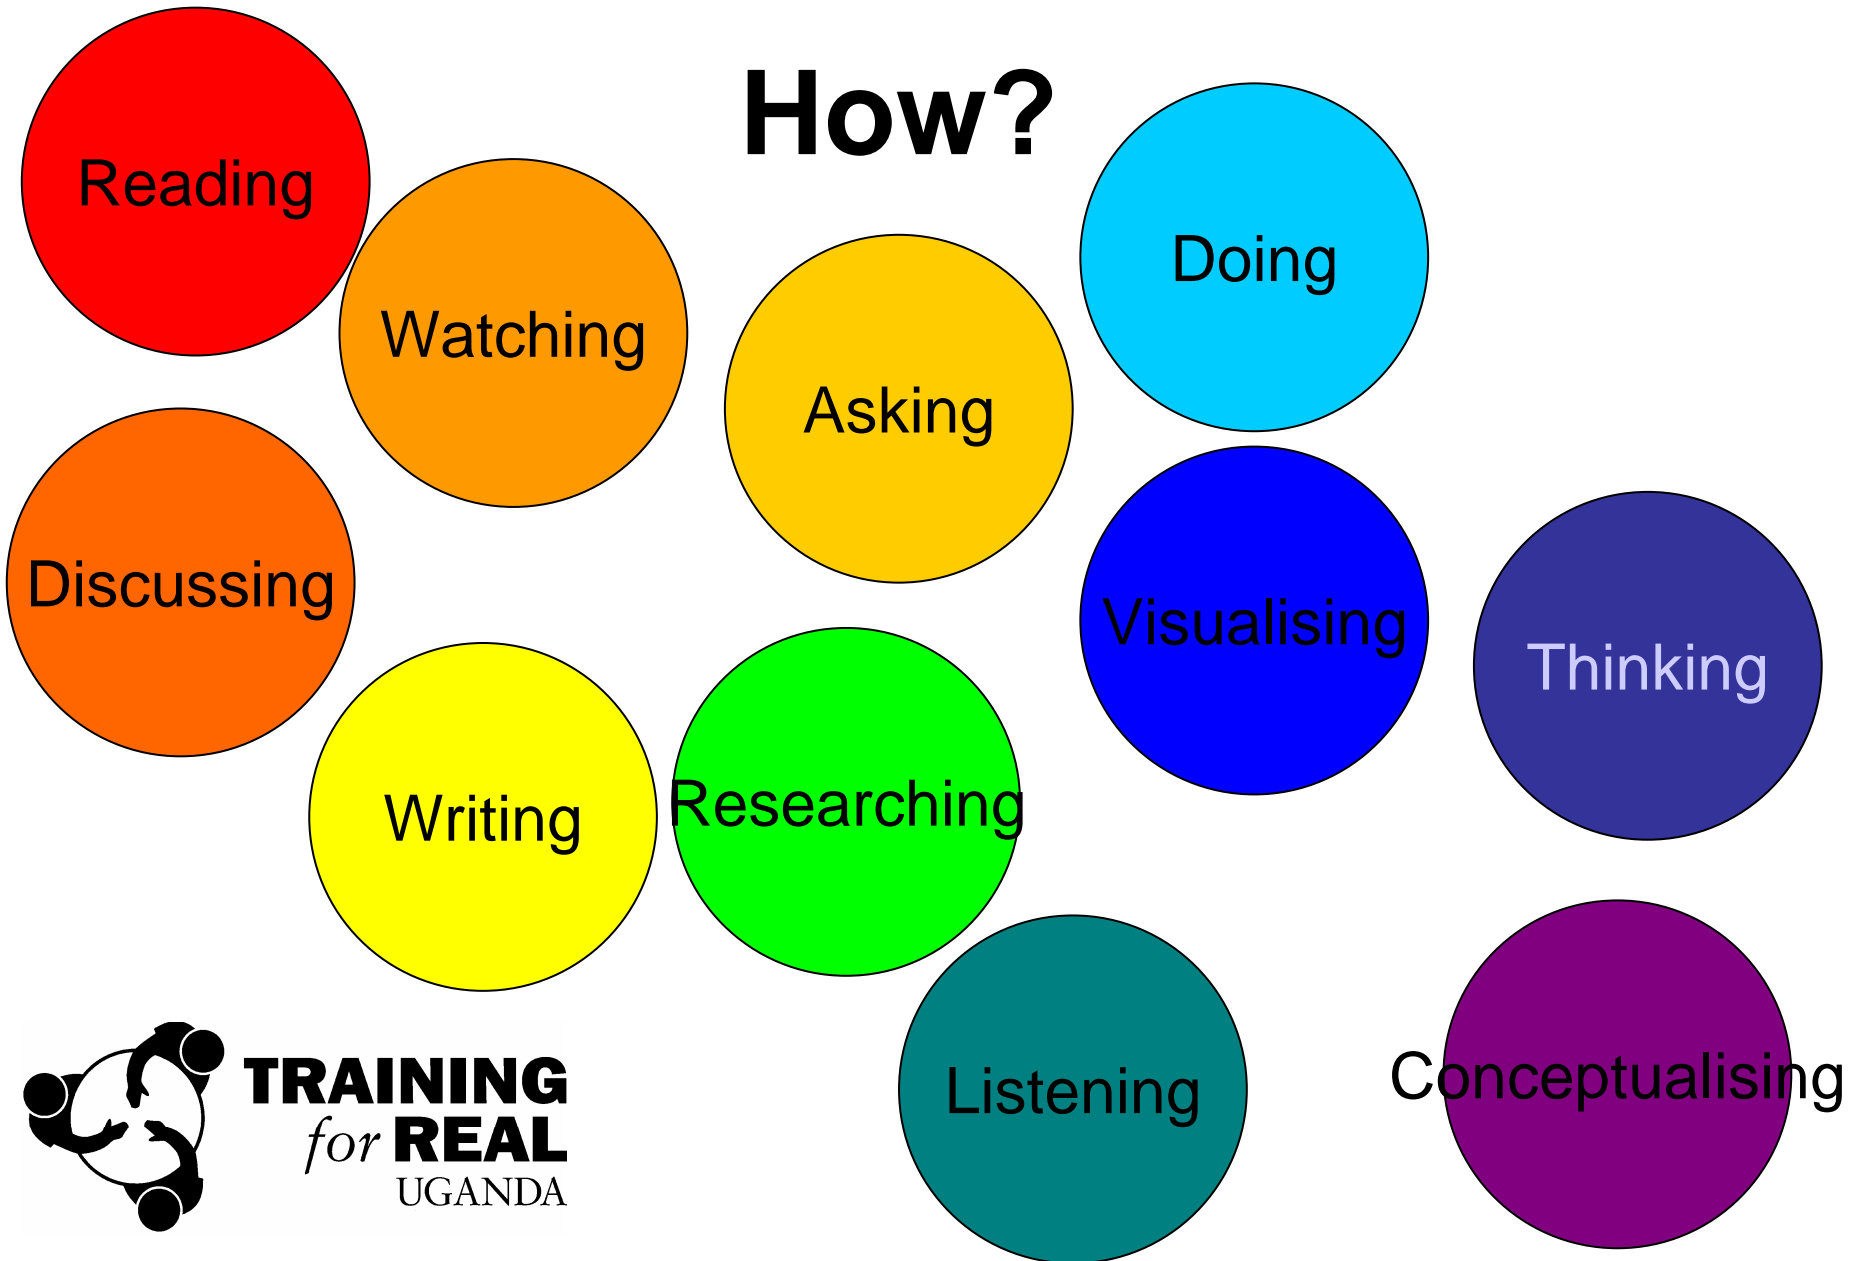 How?
Reading
Doing
Watching
Asking
Discussing
Visualising
Thinking
Writing
Researching
Listening
Conceptualising
TRAINING
for REAL
UGANDA